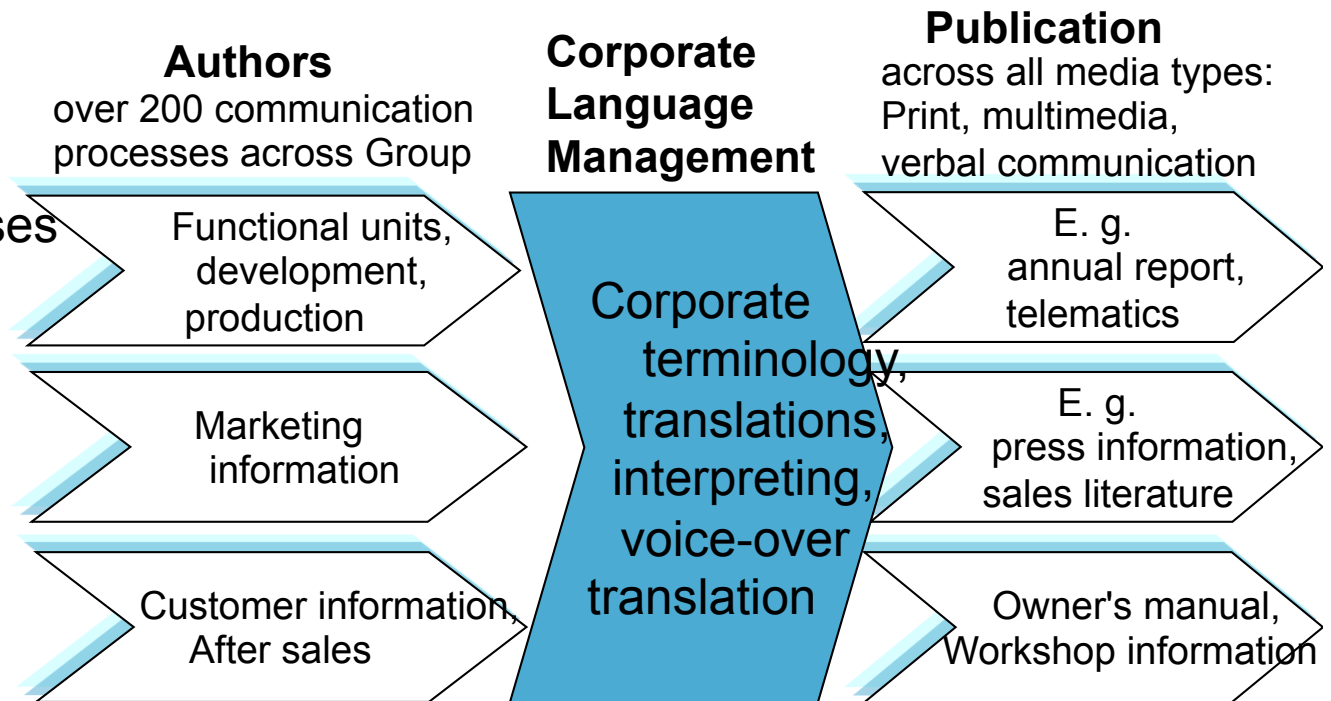 Authors
over 200 communication
processes across Group
Corporate
Language
Management
Publication
across all media types:
Print, multimedia,
verbal communication
Functional units,
development,
production
Marketing
information
Customer information,
After sales
Corporate
terminology,
translations,
interpreting,
voice-over
translation
E. g.
annual report,
telematics
E. g.
press information,
sales literature
Owner's manual,
Workshop information